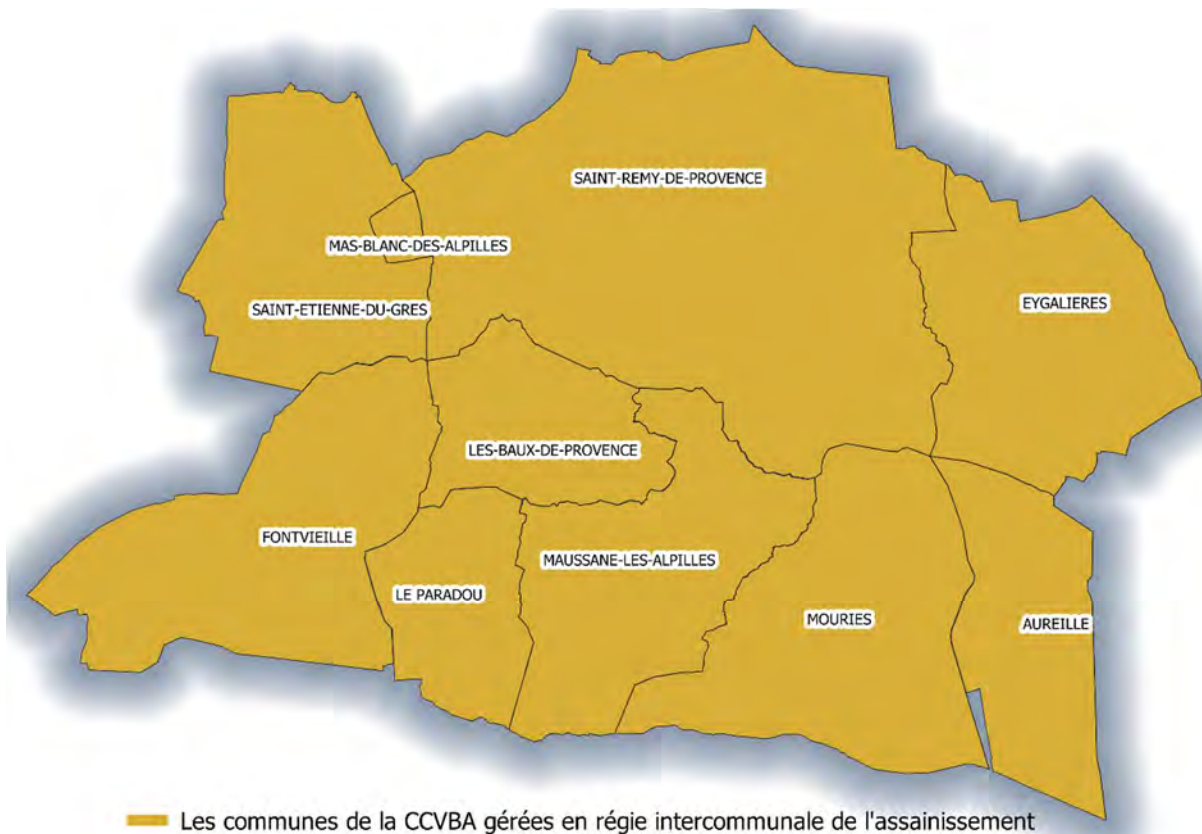 SAINT-REMY-DE-PROVENCE
MAS-BLANC-DES-ALPILLES
SAINT-ETIENNE-DU-GRES
EYGALIERES
LES-BAUX-DE-PROVENCE
FONTVIEILLE
MAUSSANE-LES-ALPILLES
LE PARADOU
MOURIES
AUREILLE
Les communes de la CCVBA gérées en régie intercommunale de l'assainissement